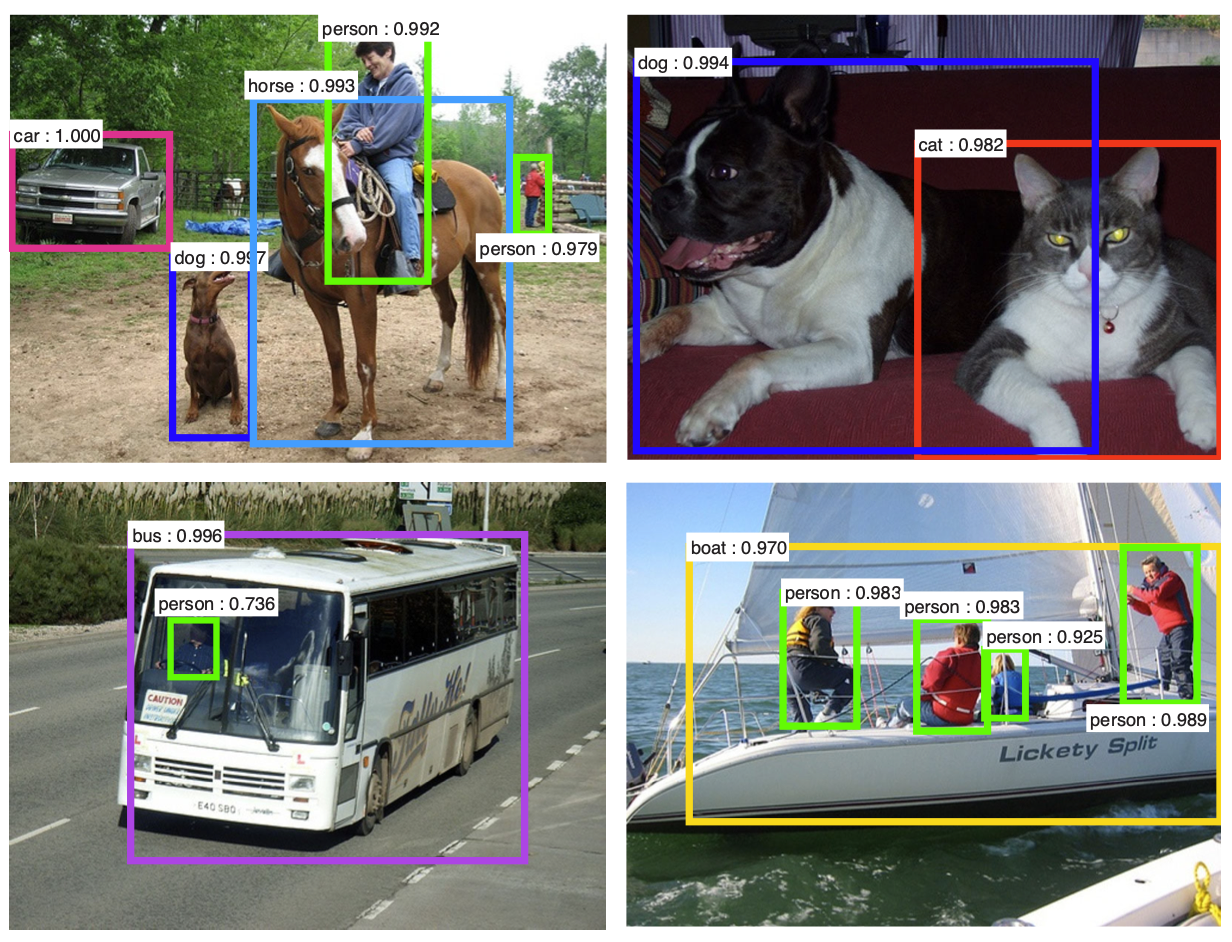 person : 0.992
horse : 0.993
car : 1.000
dog : 0.997
person : 0.979
dog : 0.994
cat : 0.982
bus : 0.996
person : 0.736
CAUTION
L
E40 SBO
boat : 0.970
person : 0.983
person : 0.983
person : 0.925
person : 0.989
Lickety Split